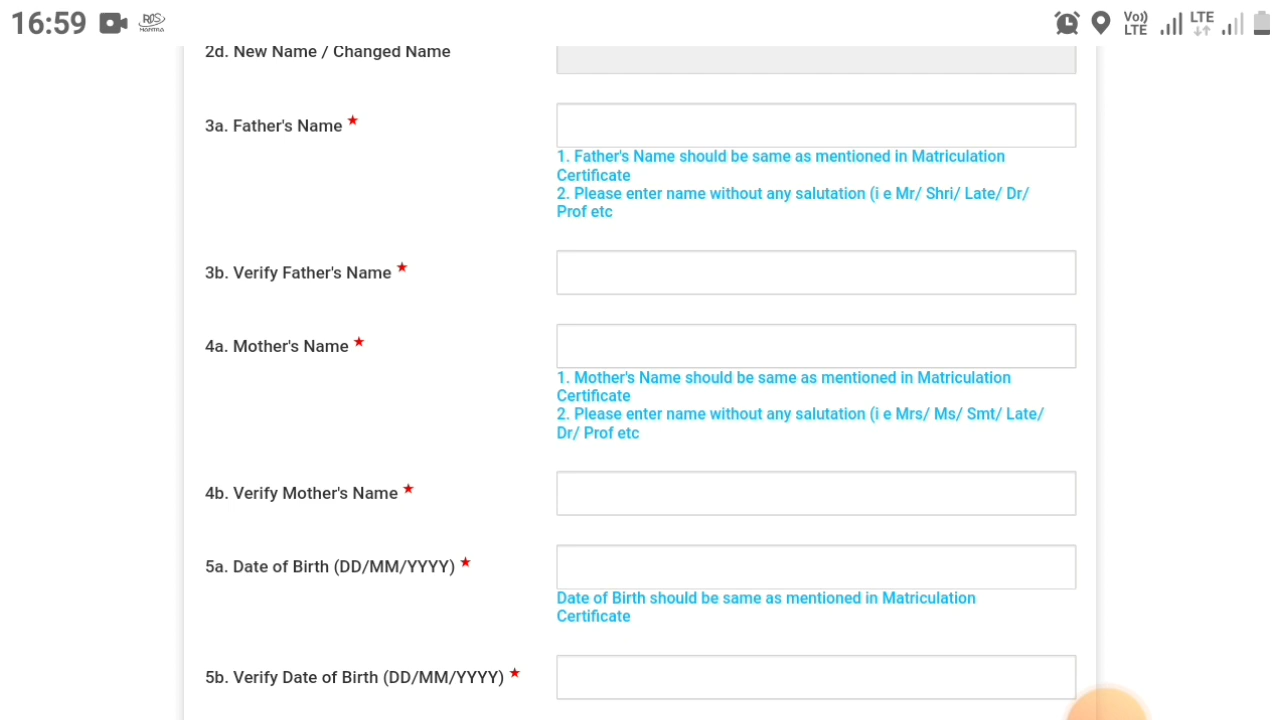 16:59
Vo))
LTE
LTE
2d. New Name / Changed Name
3a. Father's Name *
1. Father's Name should be same as mentioned in Matriculation
Certificate
2. Please enter name without any salutation (i e Mr/ Shri/ Late/ Dr/
Prof etc
3b. Verify Father's Name *
4a. Mother's Name *
1. Mother's Name should be same as mentioned in Matriculation
Certificate
2. Please enter name without any salutation (i e Mrs/ Ms/ Smt/ Late/
Dr/ Prof etc
4b. Verify Mother's Name *
5a. Date of Birth (DD/MM/YYYY) *
Date of Birth should be same as mentioned in Matriculation
Certificate
5b. Verify Date of Birth (DD/MM/YYYY) *